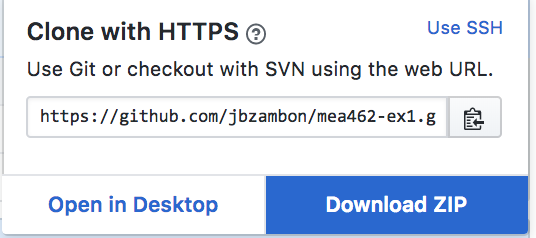 Clone with HTTPS ?
Use SSH
Use Git or checkout with SVN using the web URL.
https://github.com/jbzambon/mea462-ex1.g
Open in Desktop
Download ZIP